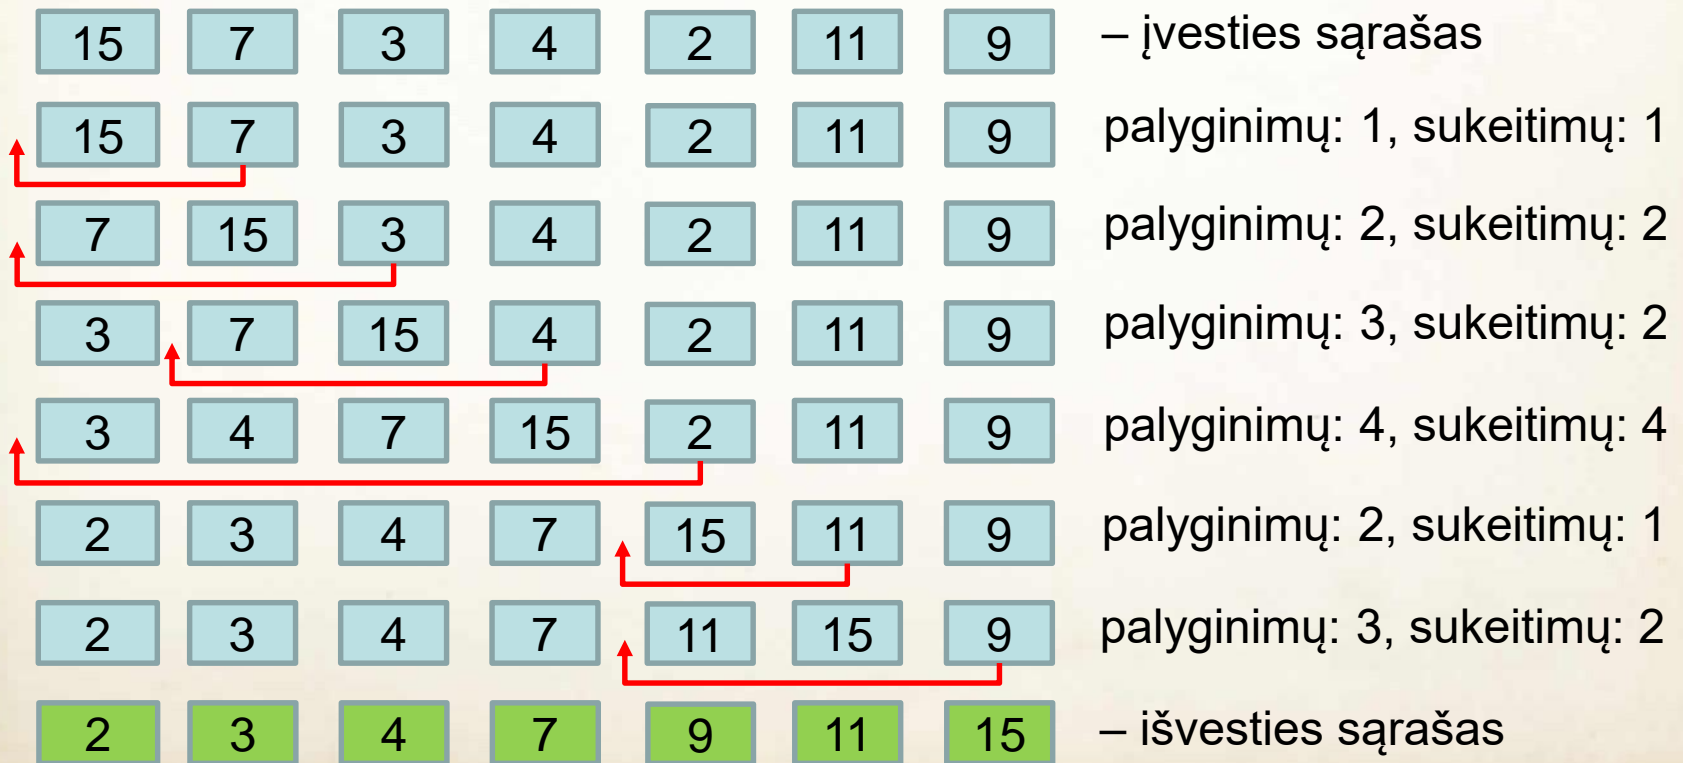 15 7 3 4 2 11 9 – įvesties sąrašas
15 7 3 4 2 11 9 palyginimų: 1, sukeitimų: 1
7 15 3 4 2 11 9 palyginimų: 2, sukeitimų: 2
3 7 15 4 2 11 9 palyginimų: 3, sukeitimų: 2
3 4 7 15 2 11 9 palyginimų: 4, sukeitimų: 4
2 3 4 7 15 11 9 palyginimų: 2, sukeitimų: 1
2 3 4 7 11 15 9 palyginimų: 3, sukeitimų: 2
2 3 4 7 9 11 15 – išvesties sąrašas